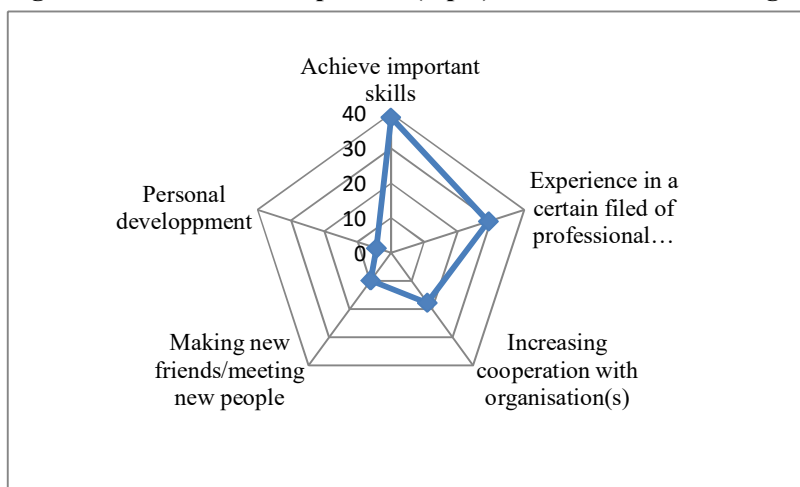 Achieve important
skills
40
30
20
10
0
Experience in a
certain filed of
professional…
Increasing
cooperation with
organisation(s)
Making new
friends/meeting
new people
Personal
developpment